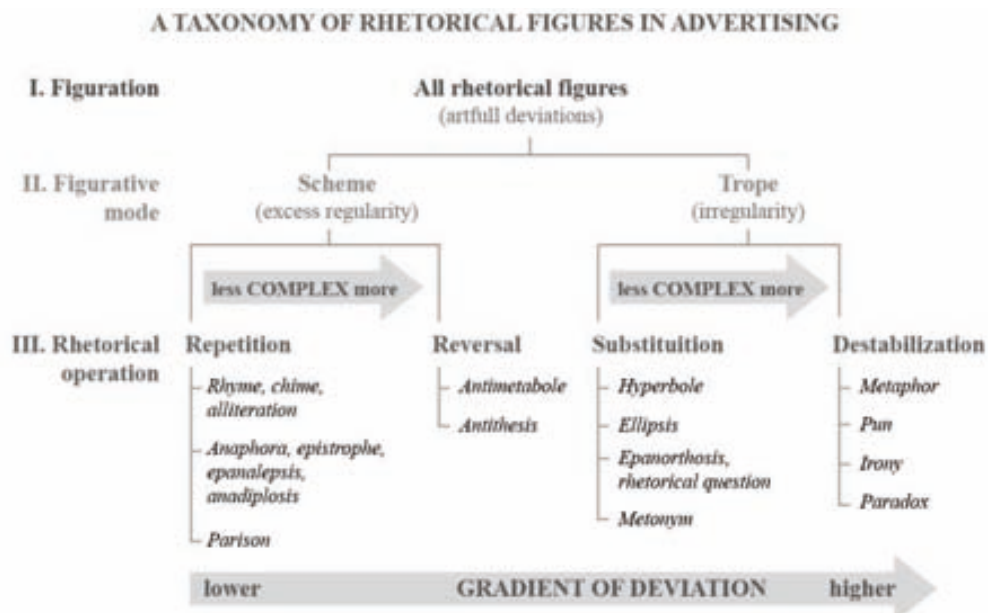 A TAXONOMY OF RHETORICAL FIGURES IN ADVERTISING
I. Figuration
All rhetorical figures
(artfull deviations)
II. Figurative
mode
Scheme
(excess regularity)
Trope
(irregularity)
less COMPLEX more
less COMPLEX more
III. Rhetorical
operation
Repetition
Rhyme, chime,
alliteration
Anaphora, epistrophe,
epanalepsis,
anadiplosis
Parison
Reversal
Antimetabole
Antithesis
Substituition
Hyperbole
Ellipsis
Epanorthosis,
rhetorical question
Metonym
Destabilization
Metaphor
Pun
Irony
Paradox
lower GRADIENT OF DEVIATION higher